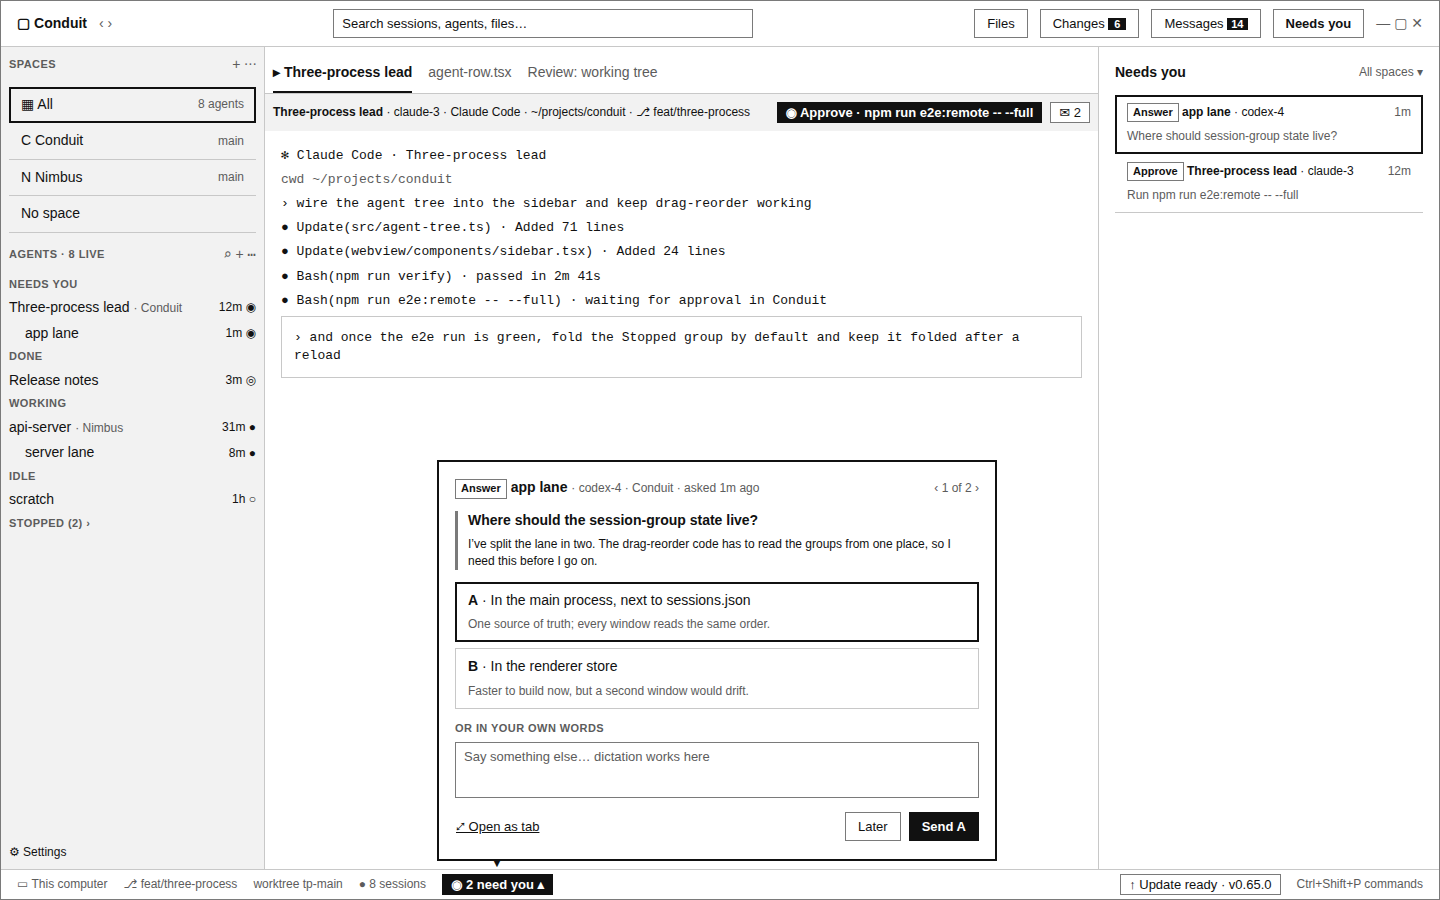 ▢ Conduit ‹ › Search sessions, agents, files… Files Changes 6 Messages 14 Needs you — ▢ ✕
SPACES + ⋯
▦ All 8 agents
C Conduit main
N Nimbus main
No space
AGENTS · 8 LIVE ⌕ + ⋯
NEEDS YOU
Three-process lead · Conduit 12m ◉
app lane 1m ◉
DONE
Release notes 3m ◎
WORKING
api-server · Nimbus 31m ●
server lane 8m ●
IDLE
scratch 1h ○
STOPPED (2) ›
⚙ Settings
▸ Three-process lead agent-row.tsx Review: working tree
Three-process lead · claude-3 · Claude Code · ~/projects/conduit · ⎇ feat/three-process ◉ Approve · npm run e2e:remote -- --full ✉ 2
✻ Claude Code · Three-process lead
cwd ~/projects/conduit
› wire the agent tree into the sidebar and keep drag-reorder working
● Update(src/agent-tree.ts) · Added 71 lines
● Update(webview/components/sidebar.tsx) · Added 24 lines
● Bash(npm run verify) · passed in 2m 41s
● Bash(npm run e2e:remote -- --full) · waiting for approval in Conduit
› and once the e2e run is green, fold the Stopped group by default and keep it folded after a
reload
Answer app lane · codex-4 · Conduit · asked 1m ago ‹ 1 of 2 ›
Where should the session-group state live?
I’ve split the lane in two. The drag-reorder code has to read the groups from one place, so I
need this before I go on.
A · In the main process, next to sessions.json
One source of truth; every window reads the same order.
B · In the renderer store
Faster to build now, but a second window would drift.
OR IN YOUR OWN WORDS
Say something else… dictation works here
⤢ Open as tab Later Send A
▼
Needs you All spaces ▾
Answer app lane · codex-4 1m
Where should session-group state live?
Approve Three-process lead · claude-3 12m
Run npm run e2e:remote -- --full
▭ This computer ⎇ feat/three-process worktree tp-main ● 8 sessions ◉ 2 need you ▴ ↑ Update ready · v0.65.0 Ctrl+Shift+P commands